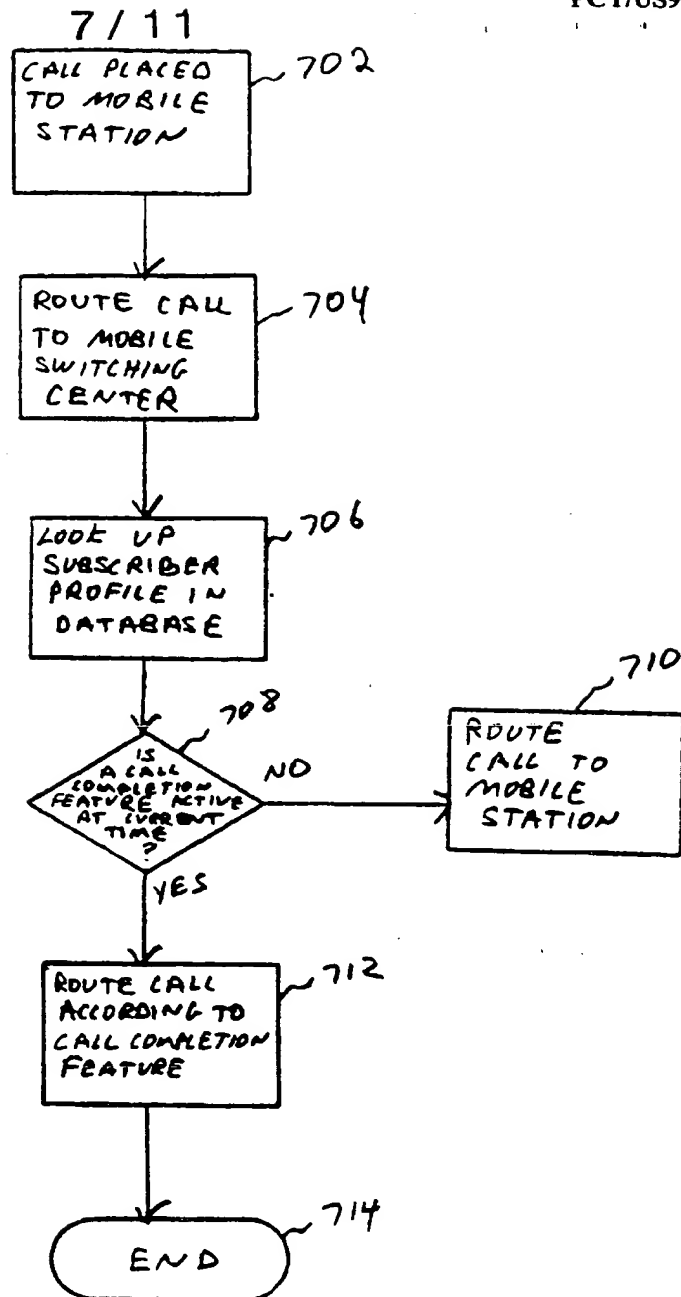 PCT/US9
7/11
CALL PLACED
TO MOBILE
STATION
702
ROUTE CALL
TO MOBILE
SWITCHING
CENTER
704
LOOK UP
SUBSCRIBER
PROFILE IN
DATABASE
706
708
IS
A CALL
COMPLETION
FEATURE ACTIVE
AT CURRENT
TIME
?
NO
710
ROUTE
CALL TO
MOBILE
STATION
YES
712
ROUTE CALL
ACCORDING TO
CALL COMPLETION
FEATURE
714
END